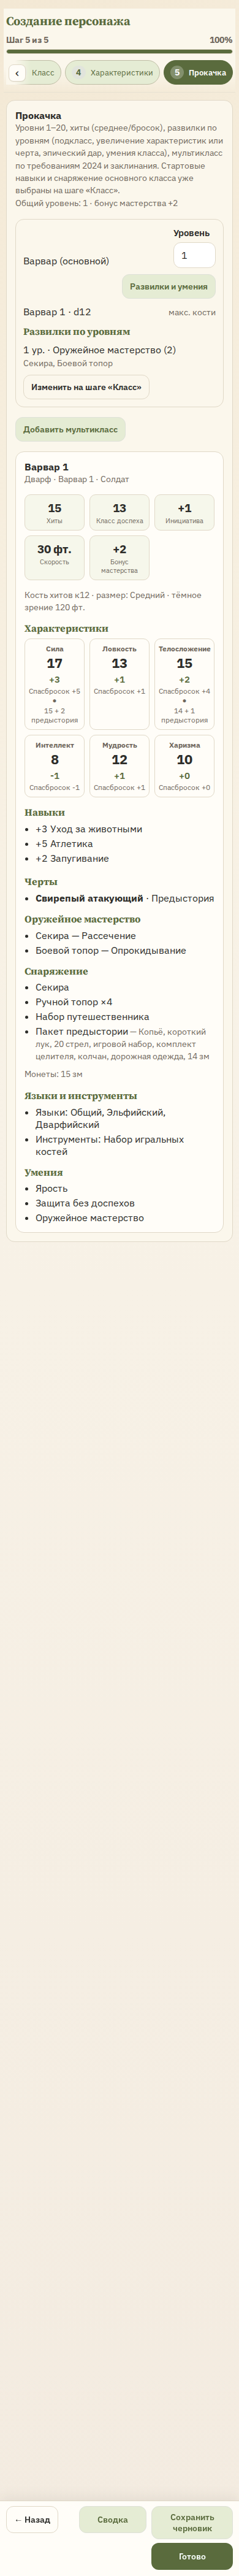 Создание персонажа
Шаг 5 из 5
100%
‹
Класс
4
Характеристики
5
Прокачка
Прокачка
Уровни 1–20, хиты (среднее/бросок), развилки по
уровням (подкласс, увеличение характеристик или
черта, эпический дар, умения класса), мультикласс
по требованиям 2024 и заклинания. Стартовые
навыки и снаряжение основного класса уже
выбраны на шаге «Класс».
Общий уровень: 1 · бонус мастерства +2
Варвар (основной)
Уровень
1
Развилки и умения
Варвар 1 · d12
макс. кости
Развилки по уровням
1 ур. · Оружейное мастерство (2)
Секира, Боевой топор
Изменить на шаге «Класс»
Добавить мультикласс
Варвар 1
Дварф · Варвар 1 · Солдат
15
Хиты
13
Класс доспеха
+1
Инициатива
30 фт.
Скорость
+2
Бонус
мастерства
Кость хитов к12 · размер: Средний · тёмное
зрение 120 фт.
Характеристики
Сила
17
+3
Спасбросок +5
●
15 + 2
предыстория
Ловкость
13
+1
Спасбросок +1
Телосложение
15
+2
Спасбросок +4
●
14 + 1
предыстория
Интеллект
8
-1
Спасбросок -1
Мудрость
12
+1
Спасбросок +1
Харизма
10
+0
Спасбросок +0
Навыки
• +3 Уход за животными
• +5 Атлетика
• +2 Запугивание
Черты
• Свирепый атакующий · Предыстория
Оружейное мастерство
• Секира — Рассечение
• Боевой топор — Опрокидывание
Снаряжение
• Секира
• Ручной топор ×4
• Набор путешественника
• Пакет предыстории — Копьё, короткий
лук, 20 стрел, игровой набор, комплект
целителя, колчан, дорожная одежда, 14 зм
Монеты: 15 зм
Языки и инструменты
• Языки: Общий, Эльфийский,
Дварфийский
• Инструменты: Набор игральных
костей
Умения
• Ярость
• Защита без доспехов
• Оружейное мастерство
← Назад
Сводка
Сохранить
черновик
Готово